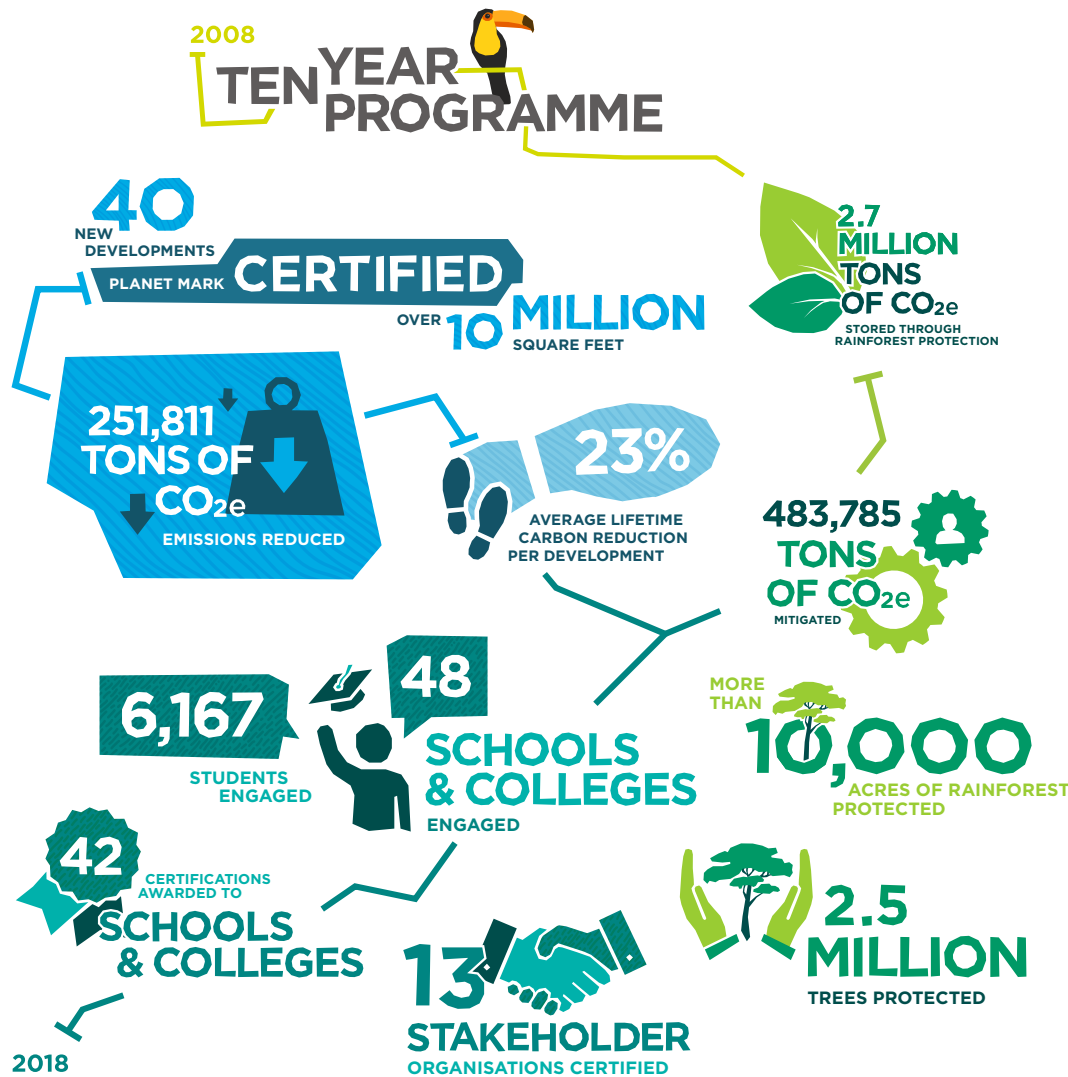 2008
TEN YEAR
PROGRAMME
40
NEW
DEVELOPMENTS
PLANET MARK CERTIFIED
OVER 10 MILLION
SQUARE FEET
2.7
MILLION
TONS
OF CO2e
STORED THROUGH
RAINFOREST PROTECTION
251,811
TONS OF
CO2e
EMISSIONS REDUCED
23%
AVERAGE LIFETIME
CARBON REDUCTION
PER DEVELOPMENT
483,785
TONS
OF CO2e
MITIGATED
6,167
STUDENTS
ENGAGED
48
SCHOOLS
& COLLEGES
ENGAGED
MORE
THAN
10,000
ACRES OF RAINFOREST
PROTECTED
42
CERTIFICATIONS
AWARDED TO
SCHOOLS
& COLLEGES
13
STAKEHOLDER
ORGANISATIONS CERTIFIED
2.5
MILLION
TREES PROTECTED
2018